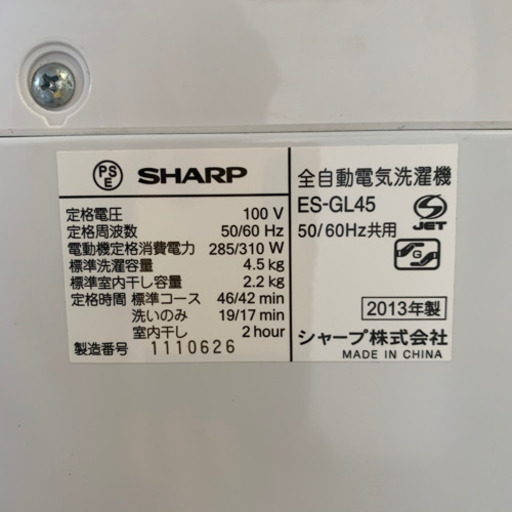 PSE SHARP
定格電圧 100 V
定格周波数 50/60 Hz
電動機定格消費電力 285/310 W
標準洗濯容量 4.5 kg
標準室内干し容量 2.2 kg
定格時間 標準コース 46/42 min
洗いのみ 19/17 min
室内干し 2 hour
製造番号 1110626
全自動電気洗濯機
ES-GL45
50/60Hz共用
S JET
G
2013年製
シャープ株式会社
MADE IN CHINA